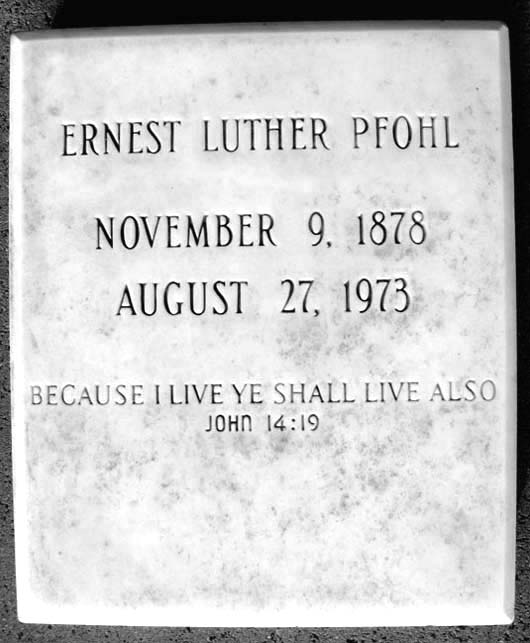 ERNEST LUTHER PFOHL
NOVEMBER 9, 1878
AUGUST 27, 1973
BECAUSE I LIVE YE SHALL LIVE ALSO
JOHN 14:19